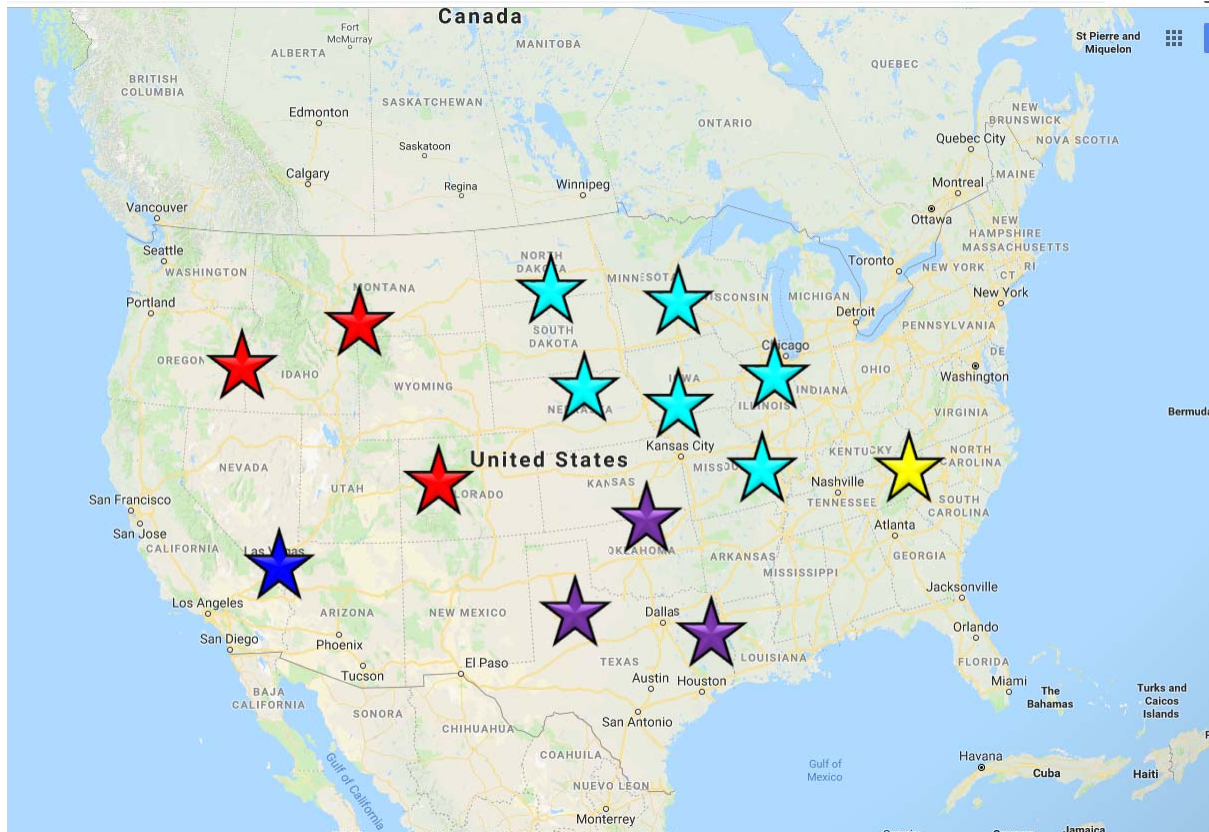 Canada
Fort
McMurray
ALBERTA
MANITOBA
St Pierre and
Miquelon
QUEBEC
BRITISH
COLUMBIA
SASKATCHEWAN
Edmonton
ONTARIO
NEW
BRUNSWICK
NOVA SCOTIA
Quebec City
Saskatoon
Calgary
Regina
Winnipeg
MAINE
Montreal
Vancouver
Ottawa
NEW
HAMPSHIRE
MASSACHUSETTS
Seattle
WASHINGTON
NORTH
DAKOTA
MINNESOTA
Toronto
NEW YORK
CT
RI
MONTANA
WISCONSIN
MICHIGAN
New York
Portland
Detroit
PENNSYLVANIA
SOUTH
DAKOTA
Chicago
OREGON
IDAHO
WYOMING
IOWA
OHIO
DE
Washington
INDIANA
NEBRASKA
ILLINOIS
VIRGINIA
Kansas City
United States
NEVADA
UTAH
COLORADO
KANSAS
MISSOURI
KENTUCKY
NORTH
CAROLINA
Nashville
TENNESSEE
SOUTH
CAROLINA
San Francisco
San Jose
CALIFORNIA
Las Vegas
OKLAHOMA
ARKANSAS
Atlanta
MISSISSIPPI
GEORGIA
Los Angeles
ARIZONA
NEW MEXICO
Dallas
Jacksonville
San Diego
Phoenix
Orlando
Tucson
El Paso
TEXAS
LOUISIANA
FLORIDA
Austin
Houston
Miami
The
Bahamas
Turks and
Caicos
Islands
BAJA
CALIFORNIA
SONORA
CHIHUAHUA
San Antonio
COAHUILA
Gulf of California
Gulf of
Mexico
Havana
Cuba
Haiti
NUEVO LEON
Monterrey
Jamaica